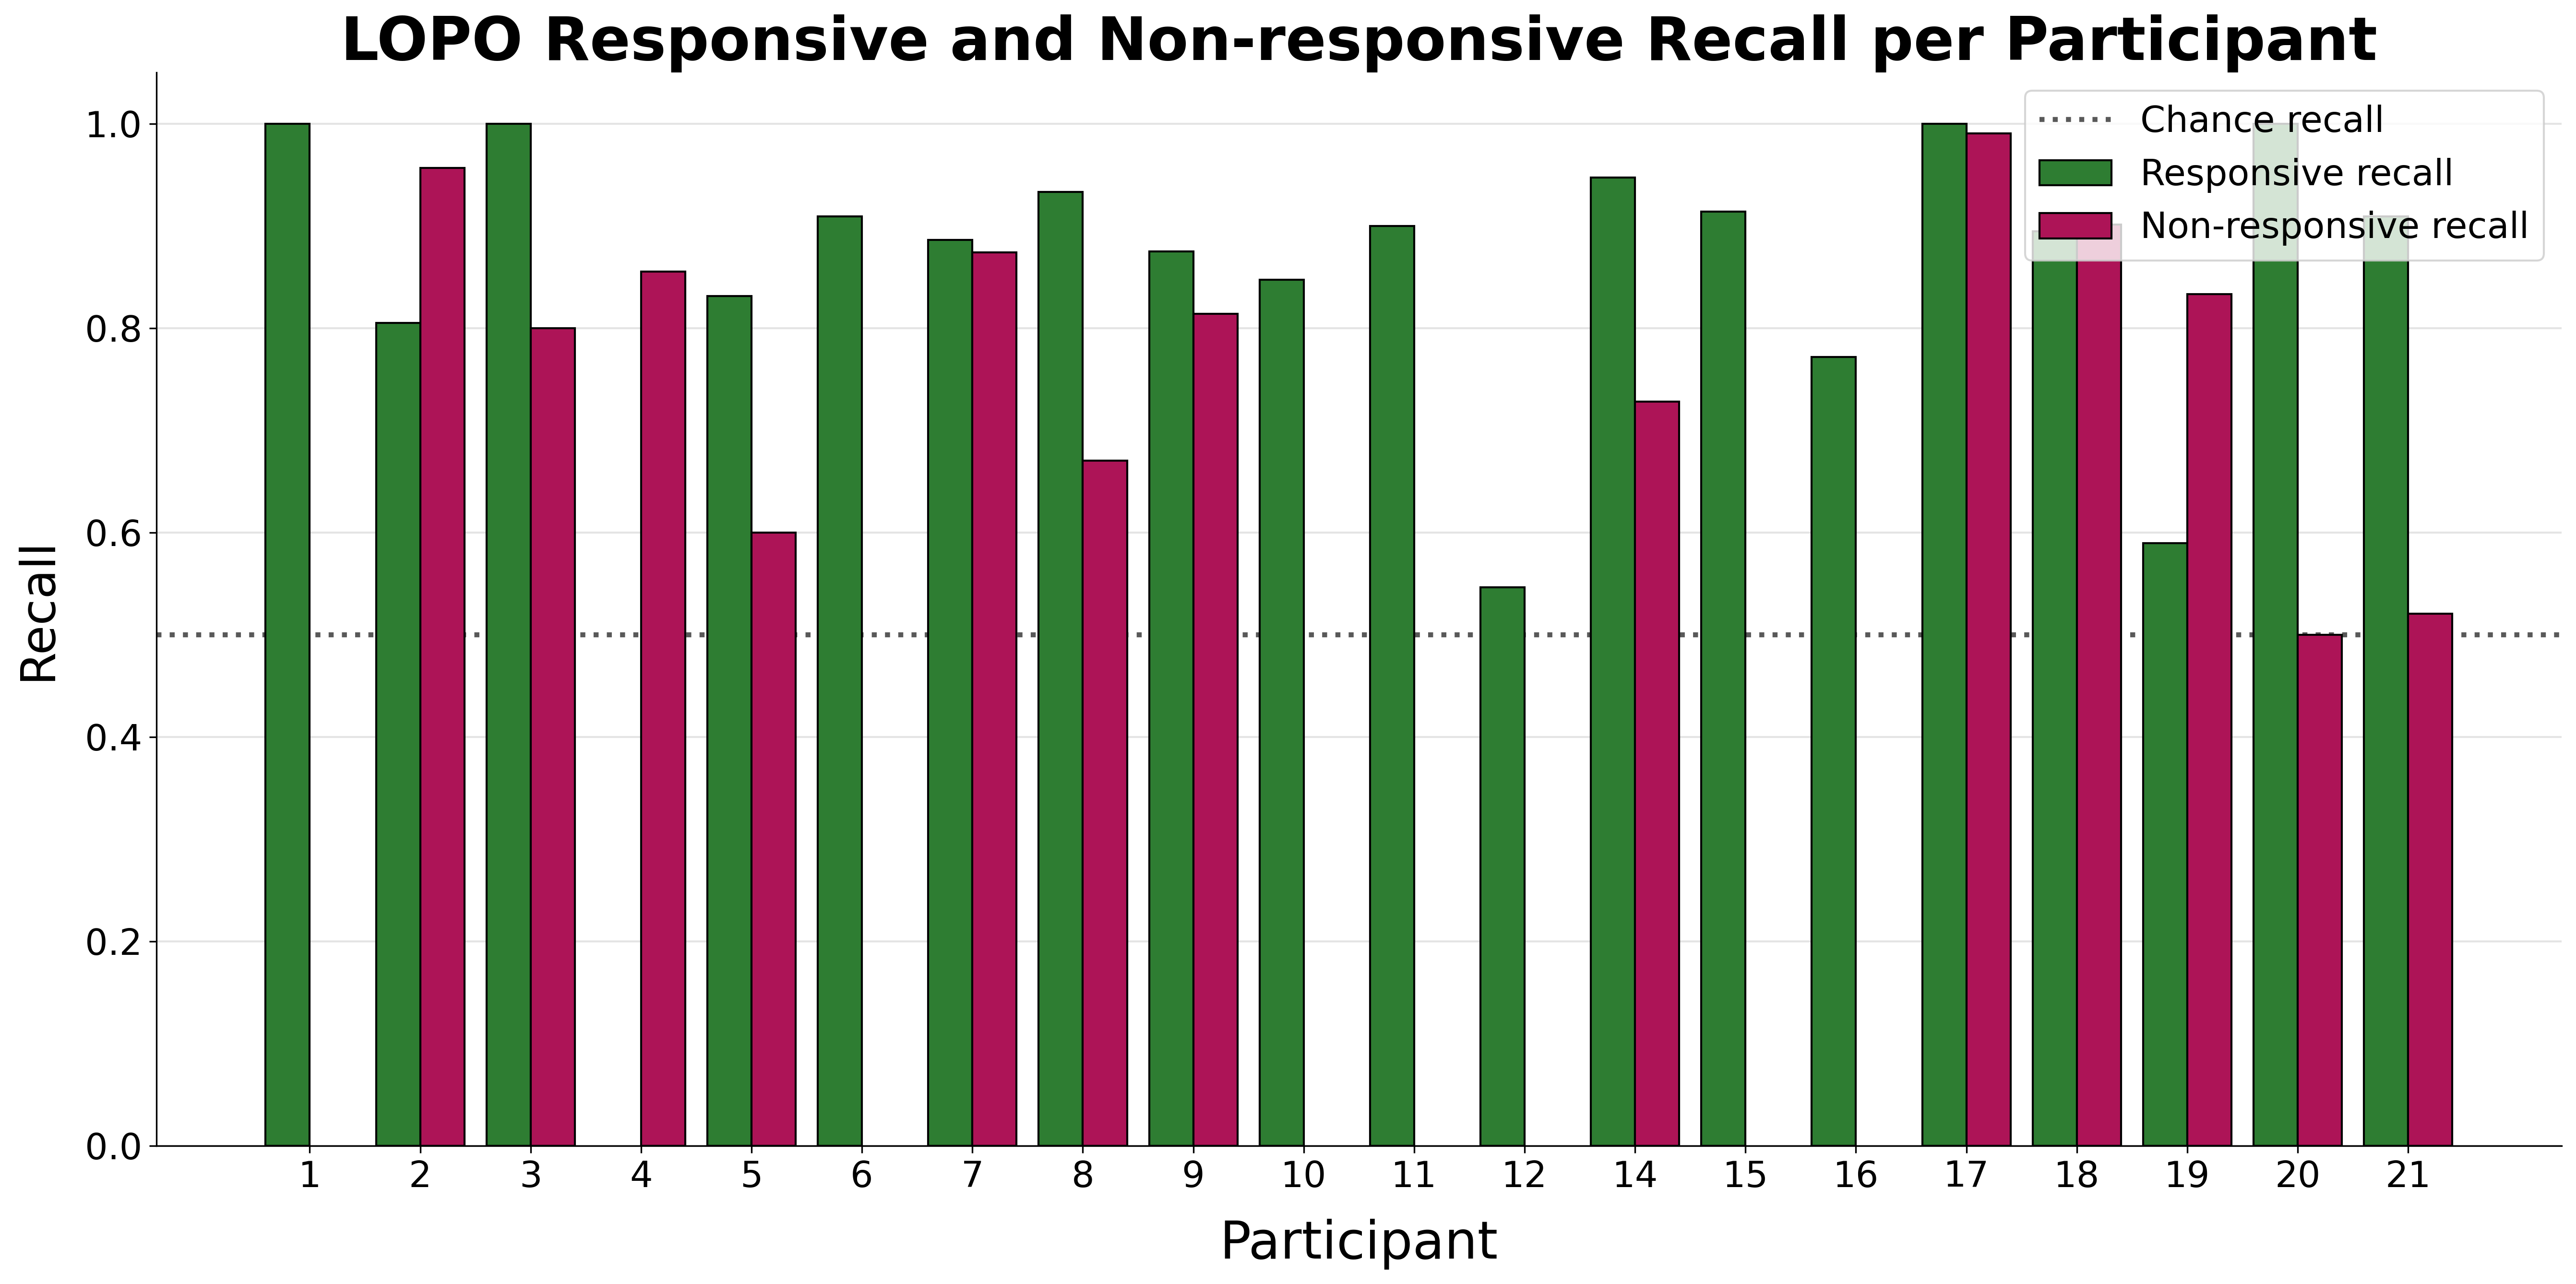 LOPO Responsive and Non-responsive Recall per Participant
Chance recall
Responsive recall
Non-responsive recall
1.0
0.8
0.6
0.4
0.2
0.0
Recall
1 2 3 4 5 6 7 8 9 10 11 12 14 15 16 17 18 19 20 21
Participant